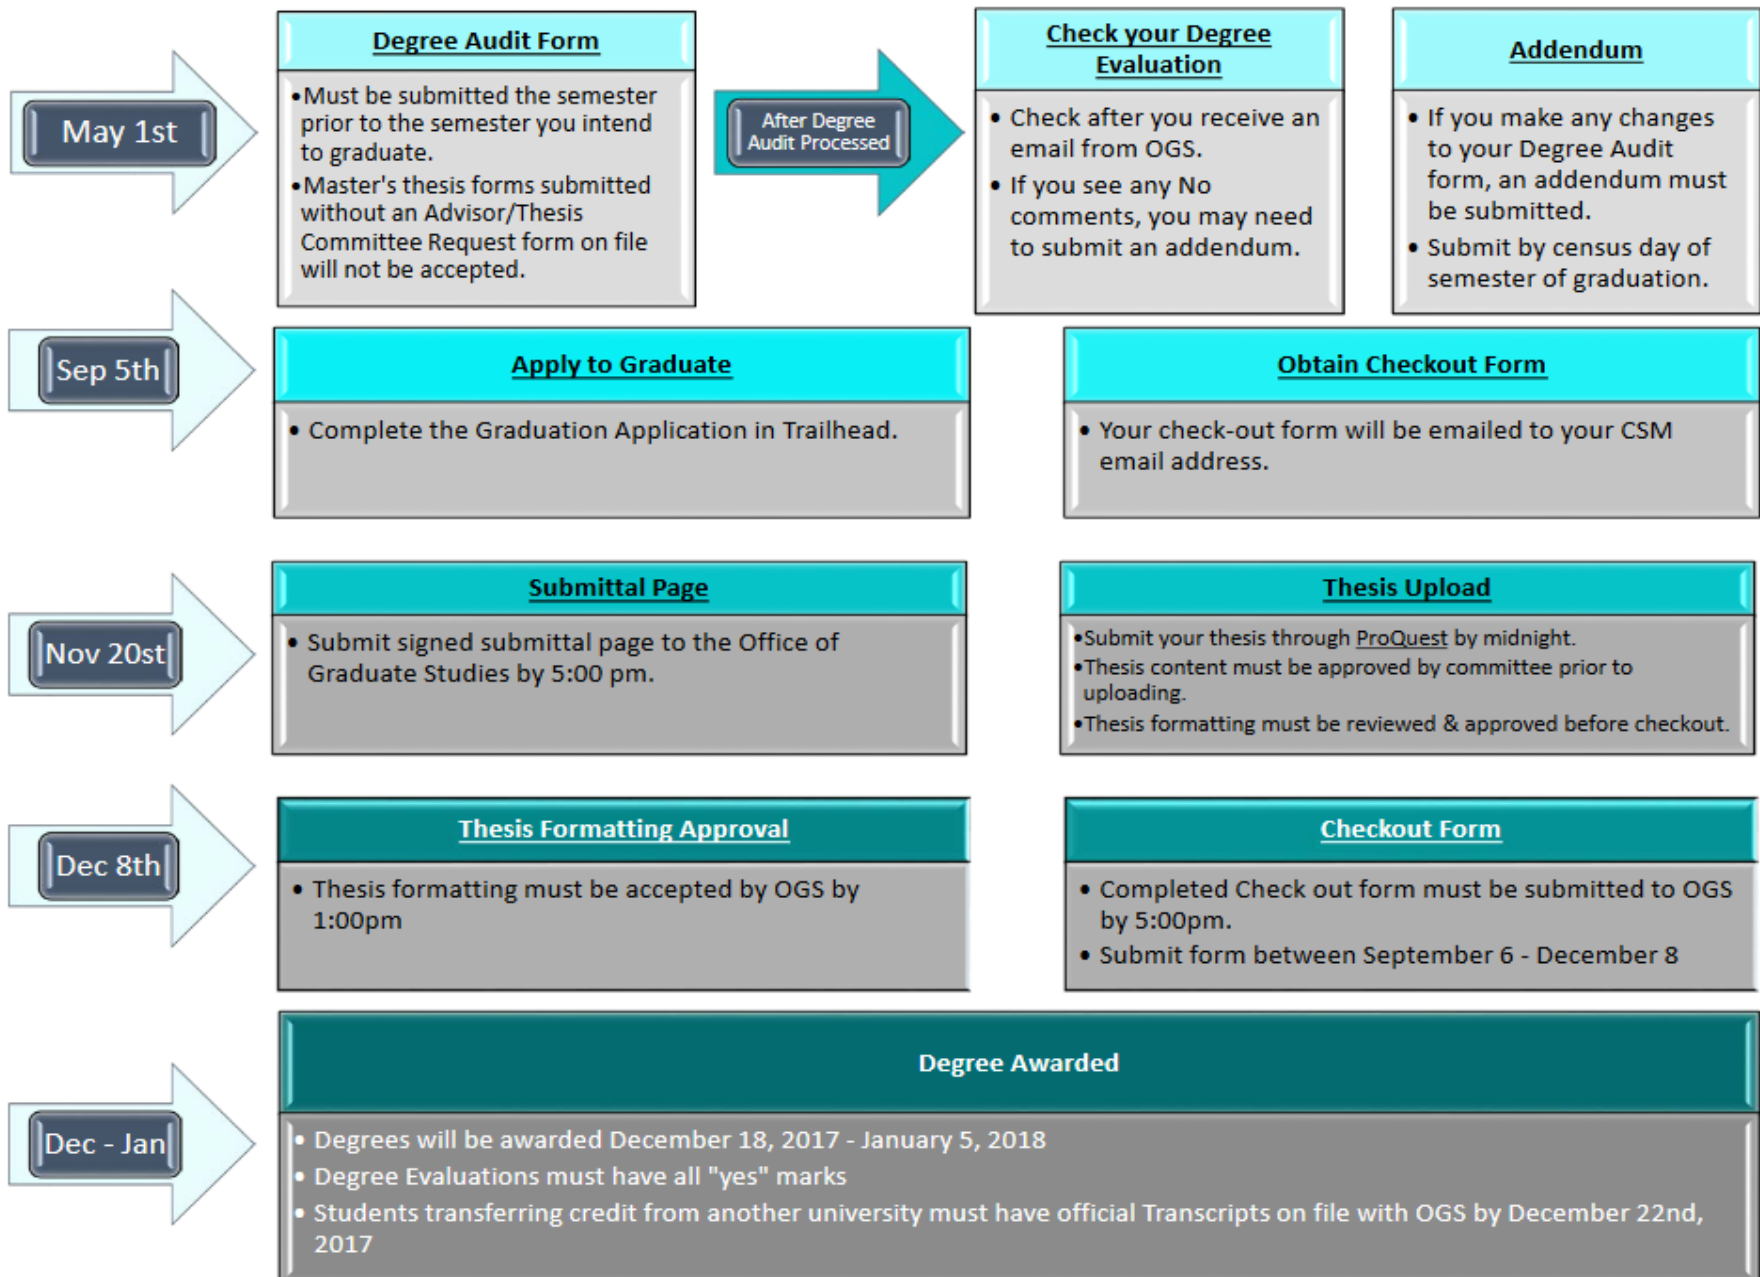 May 1st
Degree Audit Form
•Must be submitted the semester
prior to the semester you intend
to graduate.
•Master's thesis forms submitted
without an Advisor/Thesis
Committee Request form on file
will not be accepted.
After Degree
Audit Processed
Check your Degree
Evaluation
• Check after you receive an
email from OGS.
• If you see any No
comments, you may need
to submit an addendum.
Addendum
• If you make any changes
to your Degree Audit
form, an addendum must
be submitted.
• Submit by census day of
semester of graduation.
Sep 5th
Apply to Graduate
• Complete the Graduation Application in Trailhead.
Obtain Checkout Form
• Your check-out form will be emailed to your CSM
email address.
Nov 20st
Submittal Page
• Submit signed submittal page to the Office of
Graduate Studies by 5:00 pm.
Thesis Upload
•Submit your thesis through ProQuest by midnight.
•Thesis content must be approved by committee prior to
uploading.
•Thesis formatting must be reviewed & approved before checkout.
Dec 8th
Thesis Formatting Approval
• Thesis formatting must be accepted by OGS by
1:00pm
Checkout Form
• Completed Check out form must be submitted to OGS
by 5:00pm.
• Submit form between September 6 - December 8
Dec - Jan
Degree Awarded
• Degrees will be awarded December 18, 2017 - January 5, 2018
• Degree Evaluations must have all "yes" marks
• Students transferring credit from another university must have official Transcripts on file with OGS by December 22nd,
2017